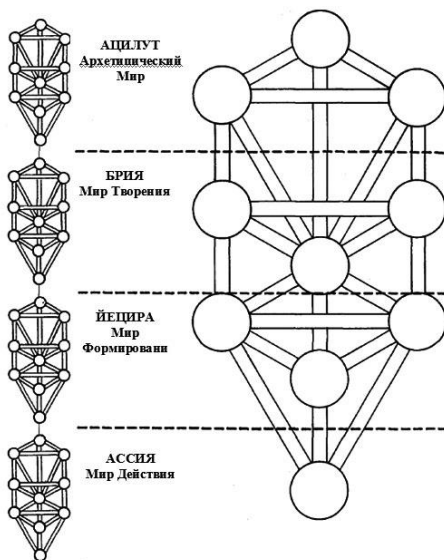 АЦИЛУТ
Архетипический
Мир
БРИЯ
Мир Творения
ЙЕЦИРА
Мир
Формировани
АССИЯ
Мир Действия